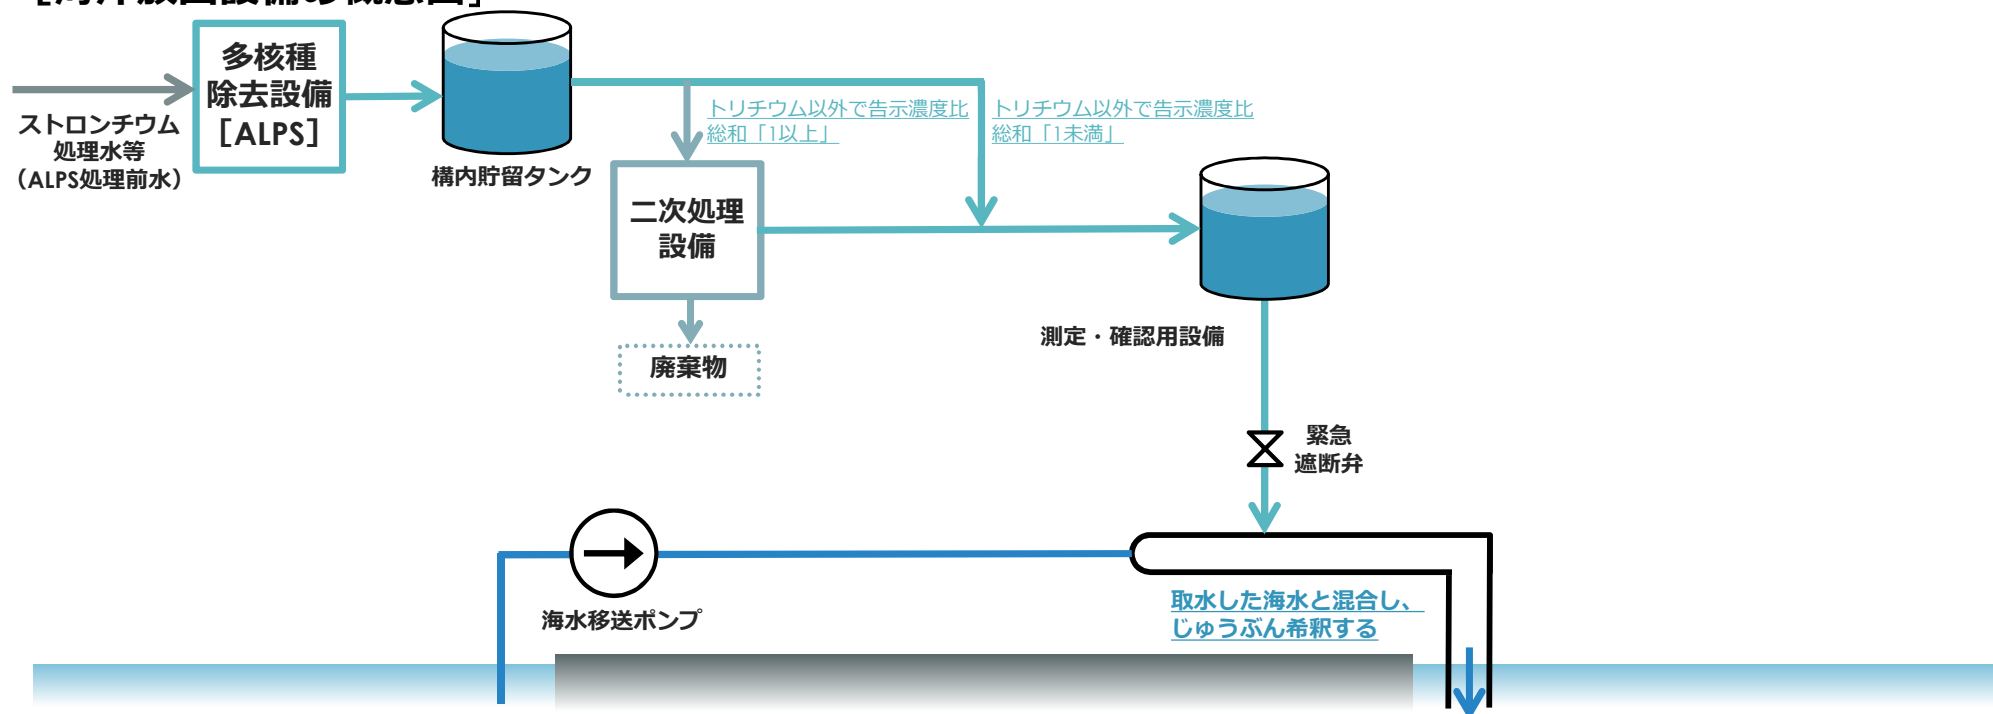 多核種
除去設備
［ALPS］
ストロンチウム
処理水等
（ALPS処理前水）
構内貯留タンク
トリチウム以外で告示濃度比
総和「1以上」
トリチウム以外で告示濃度比
総和「1未満」
二次処理
設備
廃棄物
測定・確認用設備
緊急
遮断弁
海水移送ポンプ
取水した海水と混合し、
じゅうぶん希釈する